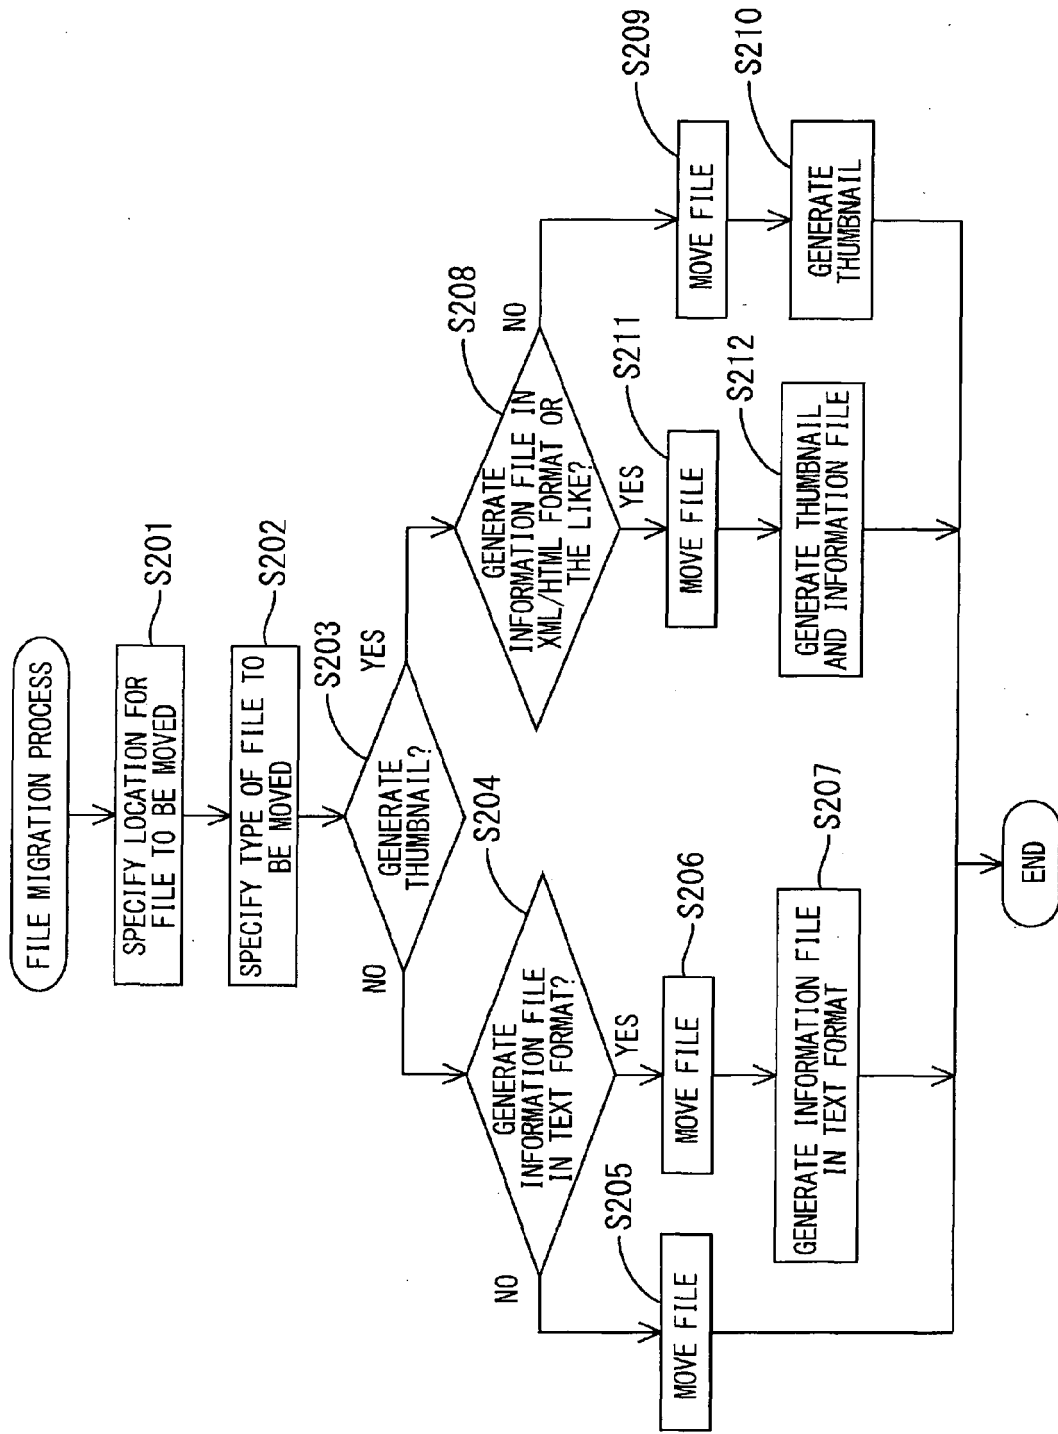 FILE MIGRATION PROCESS
SPECIFY LOCATION FOR
FILE TO BE MOVED
S201
SPECIFY TYPE OF FILE TO
BE MOVED
S202
GENERATE
THUMBNAIL?
S203
NO
YES
GENERATE
INFORMATION FILE
IN TEXT FORMAT?
S204
NO
YES
MOVE FILE
S205
MOVE FILE
S206
GENERATE INFORMATION FILE
IN TEXT FORMAT
S207
GENERATE
INFORMATION FILE IN
XML/HTML FORMAT OR
THE LIKE?
S208
NO
YES
MOVE FILE
S209
GENERATE
THUMBNAIL
S210
MOVE FILE
S211
GENERATE THUMBNAIL
AND INFORMATION FILE
S212
END